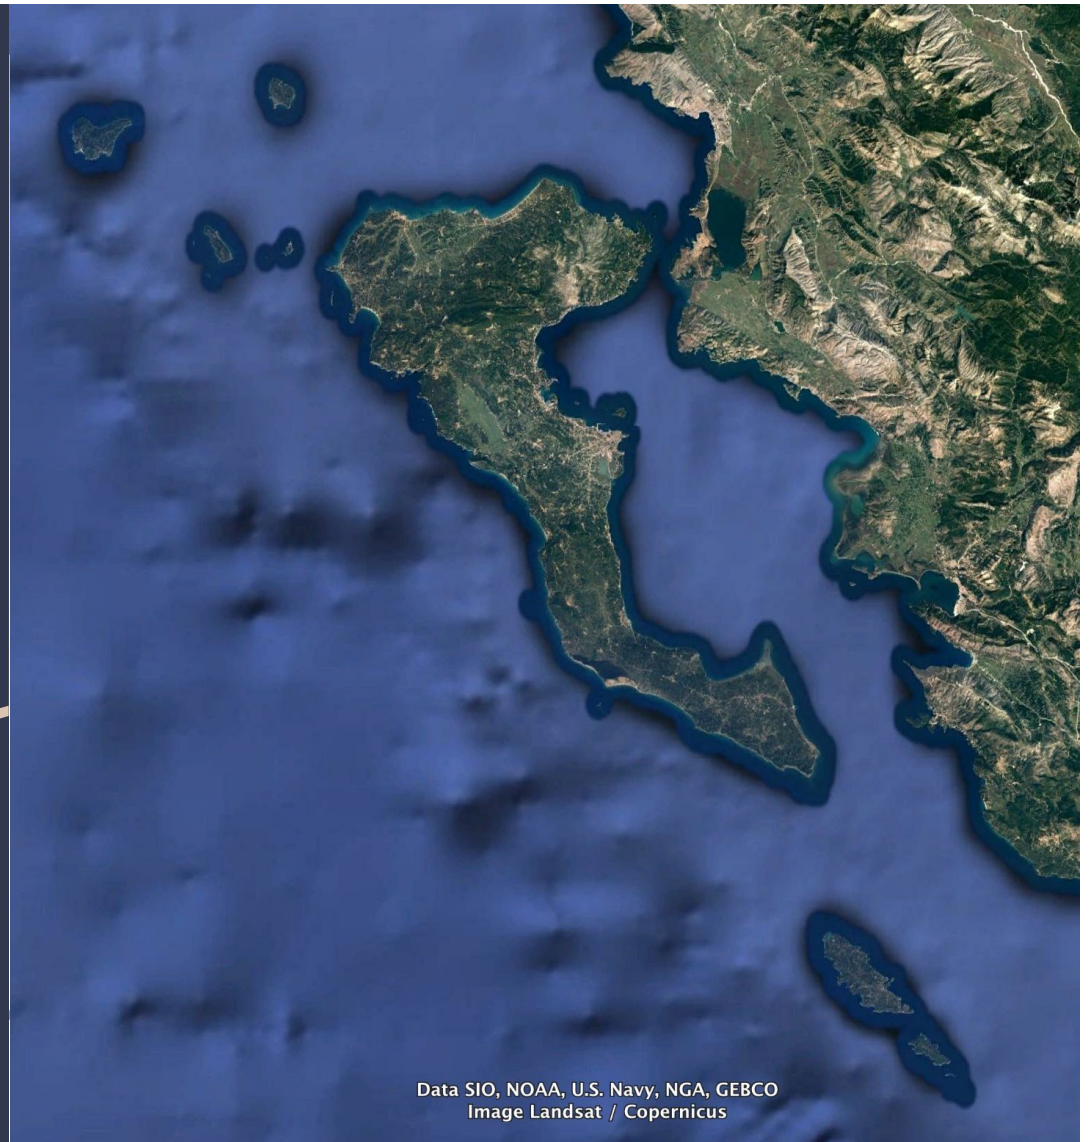 Data SIO, NOAA, U.S. Navy, NGA, GEBCO
Image Landsat / Copernicus